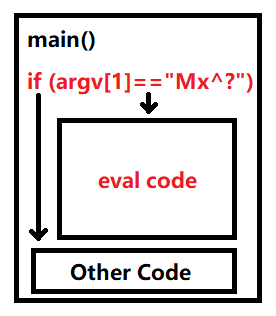 main()
if (argv[1]=="Mx^?")
eval code
Other Code